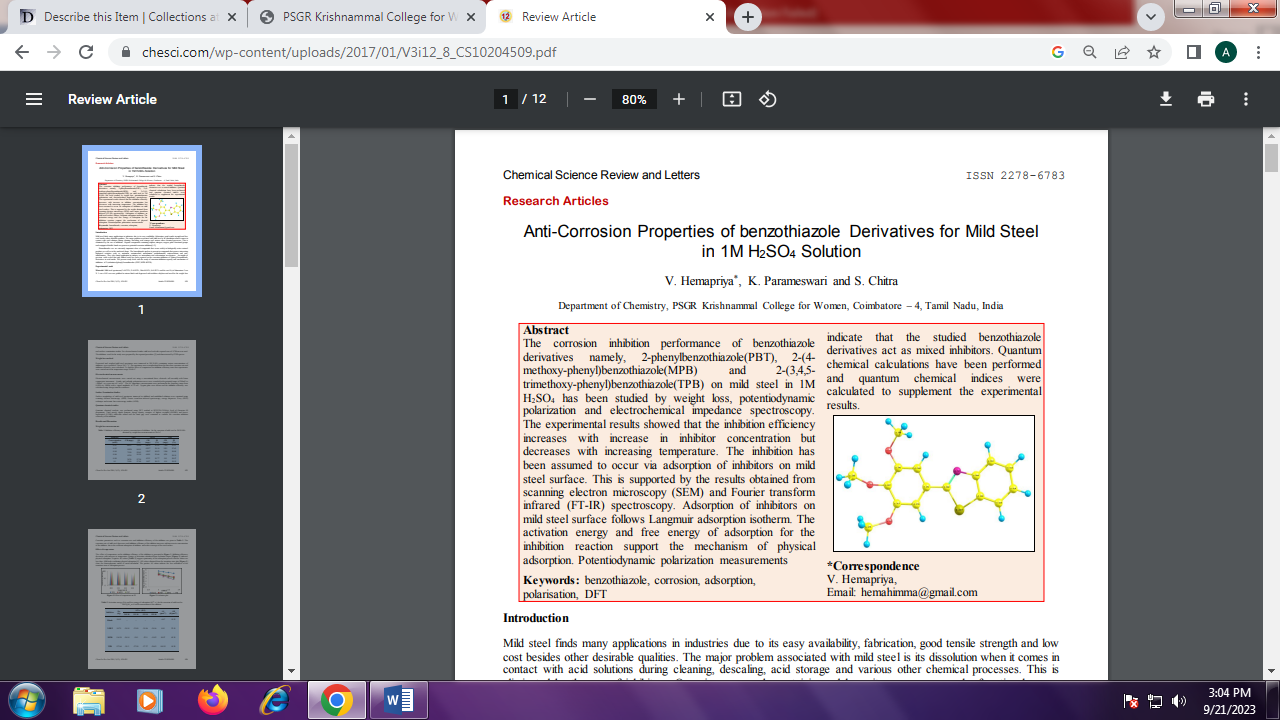 Describe this Item | Collections a
PSGR Krishnammal College for W
Review Article
chesci.com/wp-content/uploads/2017/01/V3i12_8_CS10204509.pdf
A
Review Article
1 / 12
80%
Chemical Science Review and Letters
ISSN 2278-6783
Research Articles
Anti-Corrosion Properties of benzothiazole Derivatives for Mild Steel
in 1M H₂SO₄ Solution
V. Hemapriya*, K. Parameswari and S. Chitra
Department of Chemistry, PSGR Krishnammal College for Women, Coimbatore – 4, Tamil Nadu, India
Abstract
The corrosion inhibition performance of benzothiazole
derivatives namely, 2-phenylbenzothiazole(PBT), 2-(4-
methoxy-phenyl)benzothiazole(MPB) and 2-(3,4,5-
trimethoxy-phenyl)benzothiazole(TPB) on mild steel in 1M
H₂SO₄ has been studied by weight loss, potentiodynamic
polarization and electrochemical impedance spectroscopy.
The experimental results showed that the inhibition efficiency
increases with increase in inhibitor concentration but
decreases with increasing temperature. The inhibition has
been assumed to occur via adsorption of inhibitors on mild
steel surface. This is supported by the results obtained from
scanning electron microscopy (SEM) and Fourier transform
infrared (FT-IR) spectroscopy. Adsorption of inhibitors on
mild steel surface follows Langmuir adsorption isotherm. The
activation energy and free energy of adsorption for the
inhibition reaction support the mechanism of physical
adsorption. Potentiodynamic polarization measurements
Keywords: benzothiazole, corrosion, adsorption,
polarisation, DFT
indicate that the studied benzothiazole
derivatives act as mixed inhibitors. Quantum
chemical calculations have been performed
and quantum chemical indices were
calculated to supplement the experimental
results.
*Correspondence
V. Hemapriya,
Email: hemahimma@gmail.com
Introduction
Mild steel finds many applications in industries due to its easy availability, fabrication, good tensile strength and low
cost besides other desirable qualities. The major problem associated with mild steel is its dissolution when it comes in
contact with acid solutions during cleaning, descaling, acid storage and various other chemical processes. This is
1
2
3:04 PM
9/21/2023